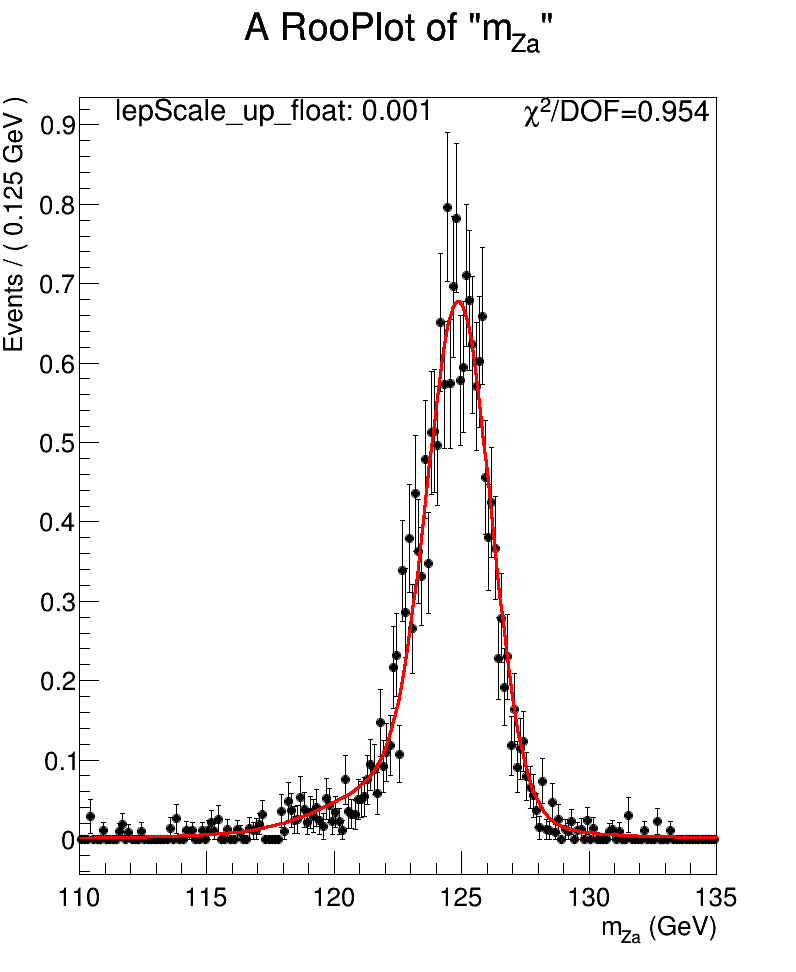 A RooPlot of "m_Za"
lepScale_up_float: 0.001
χ²/DOF=0.954
Events / ( 0.125 GeV )
0.9
0.8
0.7
0.6
0.5
0.4
0.3
0.2
0.1
0
110 115 120 125 130 135
m_Za (GeV)